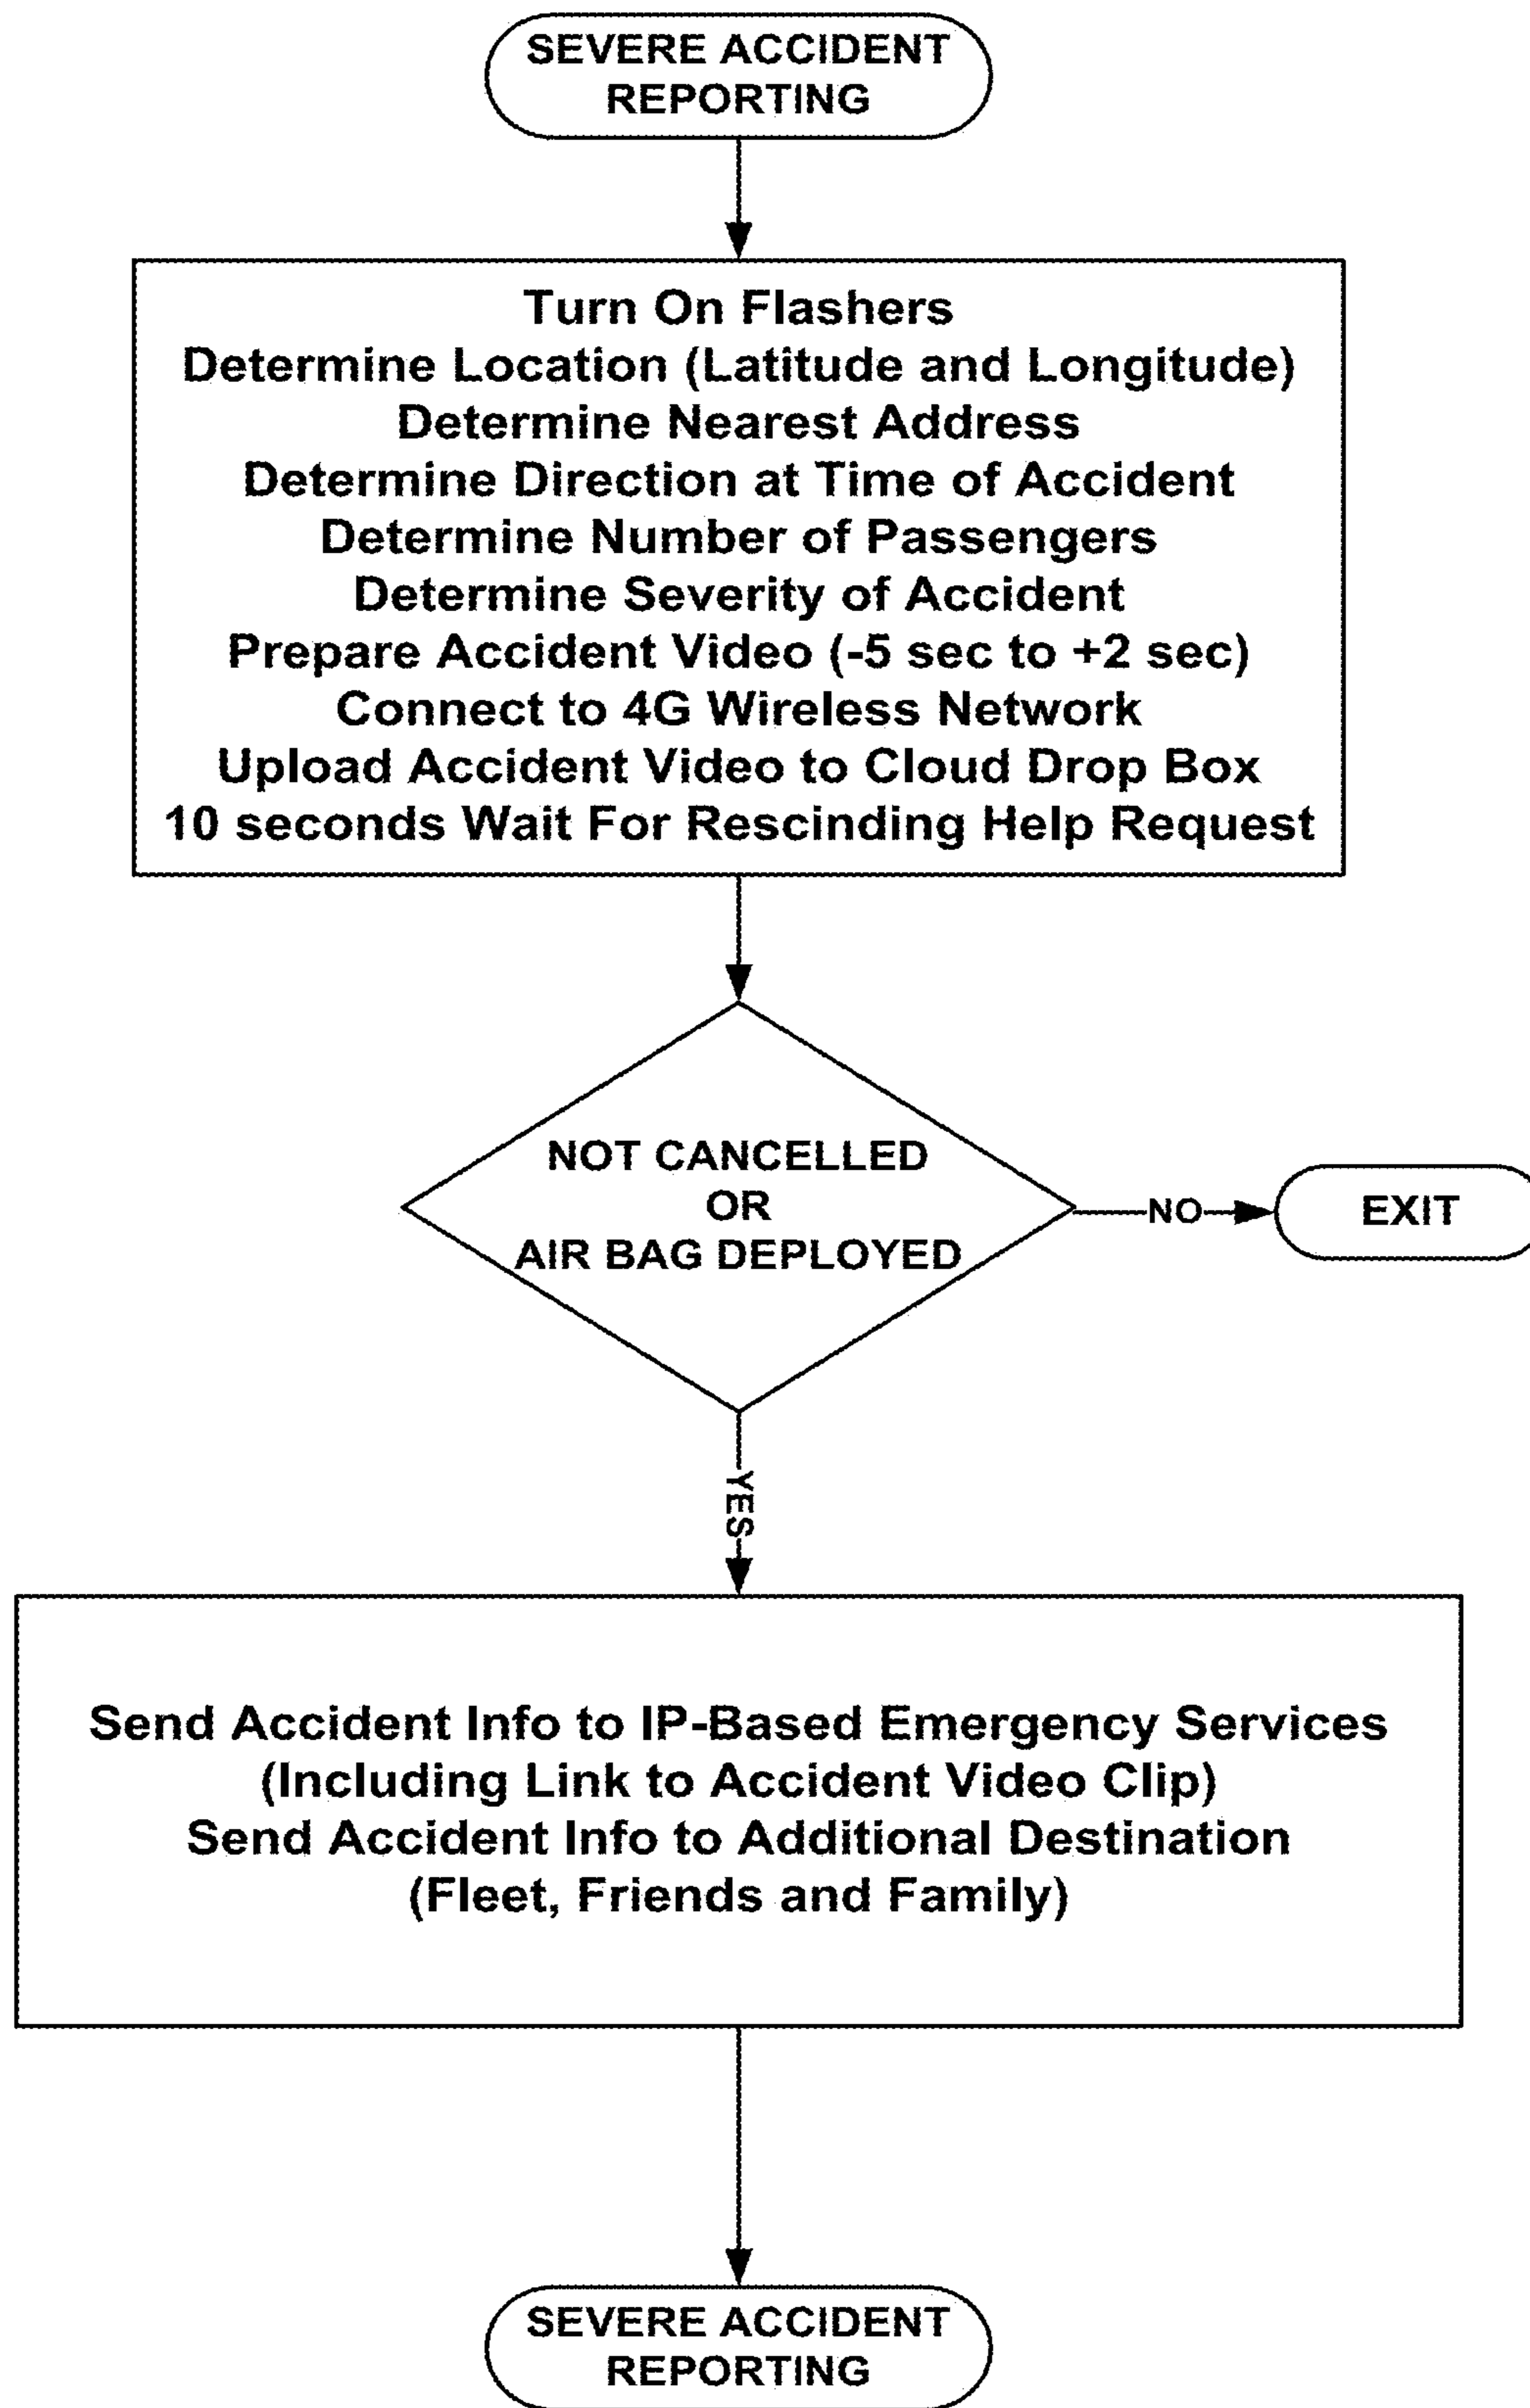 SEVERE ACCIDENT
REPORTING
Turn On Flashers
Determine Location (Latitude and Longitude)
Determine Nearest Address
Determine Direction at Time of Accident
Determine Number of Passengers
Determine Severity of Accident
Prepare Accident Video (-5 sec to +2 sec)
Connect to 4G Wireless Network
Upload Accident Video to Cloud Drop Box
10 seconds Wait For Rescinding Help Request
NOT CANCELLED
OR
AIR BAG DEPLOYED
NO
EXIT
YES
Send Accident Info to IP-Based Emergency Services
(Including Link to Accident Video Clip)
Send Accident Info to Additional Destination
(Fleet, Friends and Family)
SEVERE ACCIDENT
REPORTING